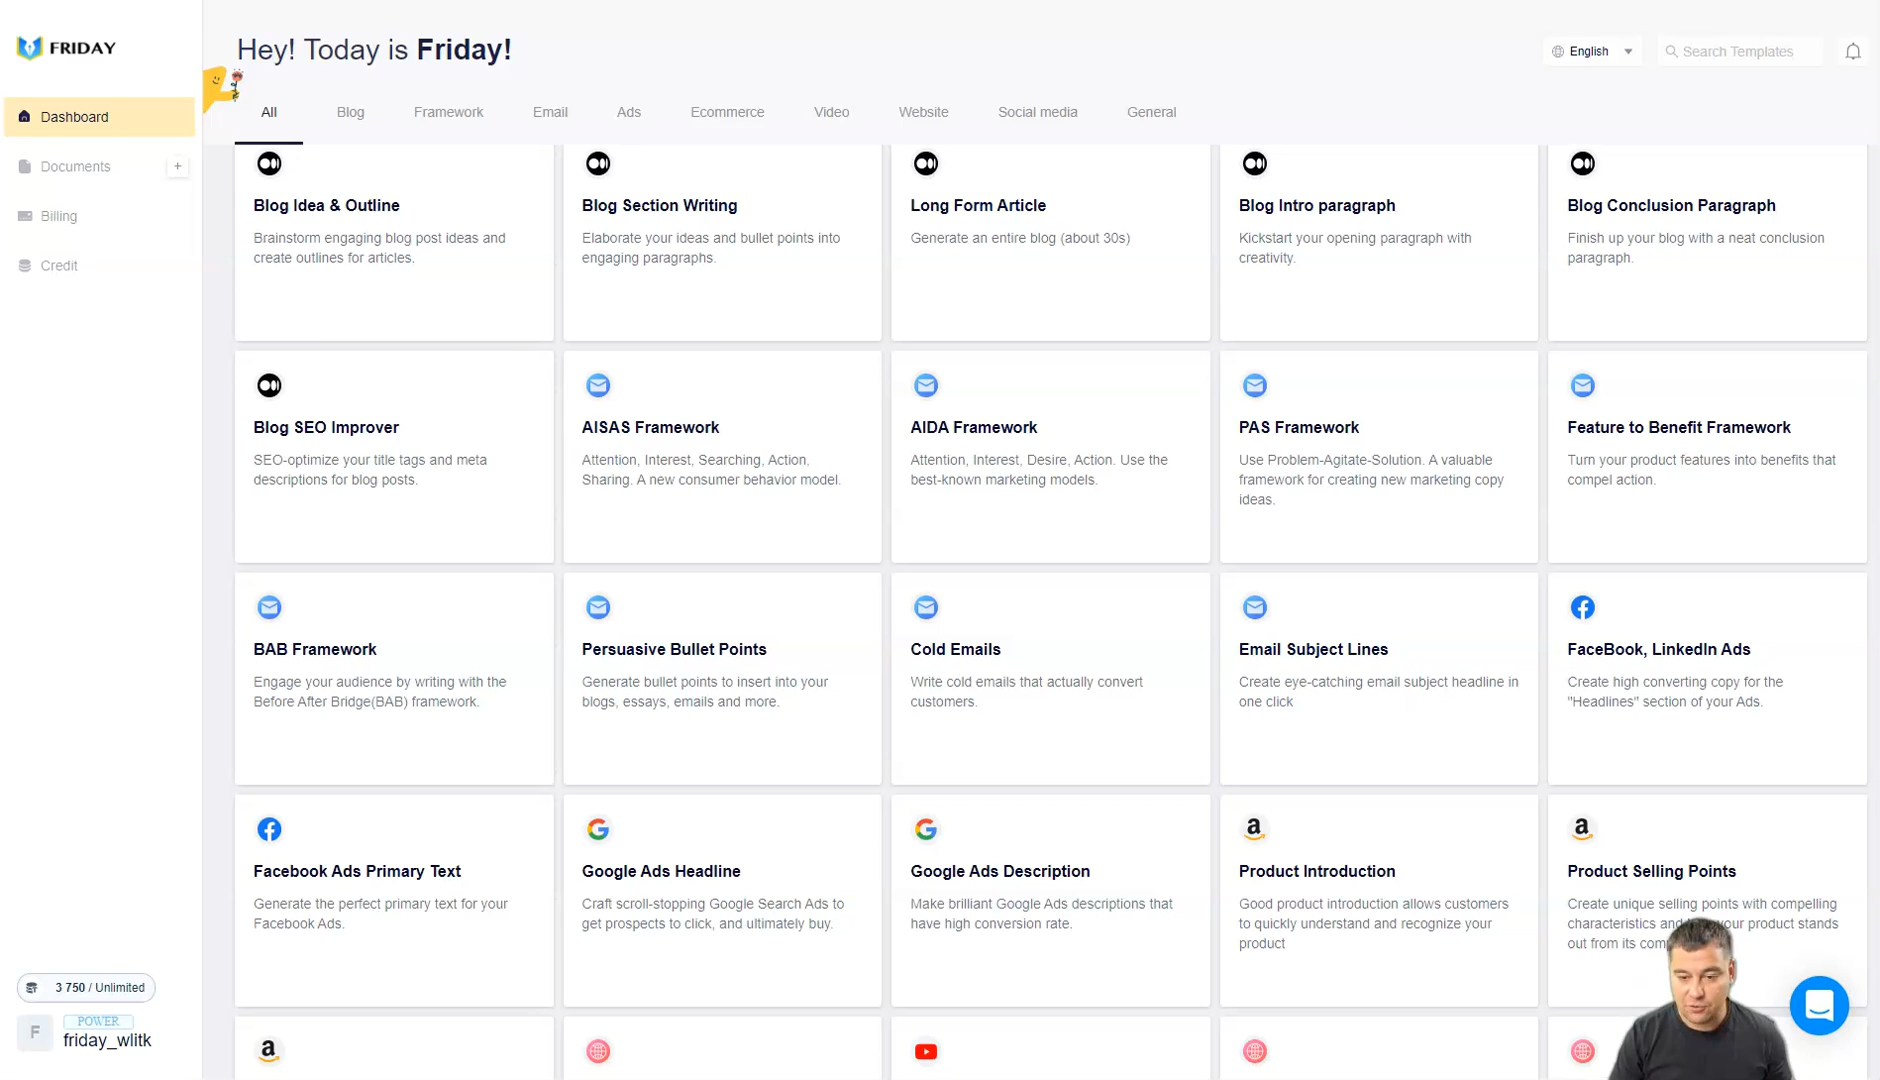 FRIDAY
Hey! Today is Friday!
English
Search Templates
Dashboard
Documents
+
Billing
Credit
All
Blog
Framework
Email
Ads
Ecommerce
Video
Website
Social media
General
Blog Idea & Outline
Brainstorm engaging blog post ideas and
create outlines for articles.
Blog Section Writing
Elaborate your ideas and bullet points into
engaging paragraphs.
Long Form Article
Generate an entire blog (about 30s)
Blog Intro paragraph
Kickstart your opening paragraph with
creativity.
Blog Conclusion Paragraph
Finish up your blog with a neat conclusion
paragraph.
Blog SEO Improver
SEO-optimize your title tags and meta
descriptions for blog posts.
AISAS Framework
Attention, Interest, Searching, Action,
Sharing. A new consumer behavior model.
AIDA Framework
Attention, Interest, Desire, Action. Use the
best-known marketing models.
PAS Framework
Use Problem-Agitate-Solution. A valuable
framework for creating new marketing copy
ideas.
Feature to Benefit Framework
Turn your product features into benefits that
compel action.
BAB Framework
Engage your audience by writing with the
Before After Bridge(BAB) framework.
Persuasive Bullet Points
Generate bullet points to insert into your
blogs, essays, emails and more.
Cold Emails
Write cold emails that actually convert
customers.
Email Subject Lines
Create eye-catching email subject headline in
one click
FaceBook, LinkedIn Ads
Create high converting copy for the
"Headlines" section of your Ads.
Facebook Ads Primary Text
Generate the perfect primary text for your
Facebook Ads.
Google Ads Headline
Craft scroll-stopping Google Search Ads to
get prospects to click, and ultimately buy.
Google Ads Description
Make brilliant Google Ads descriptions that
have high conversion rate.
Product Introduction
Good product introduction allows customers
to quickly understand and recognize your
product
Product Selling Points
Create unique selling points with compelling
characteristics and your product stands
out from its
3 750 / Unlimited
F
POWER
friday_wlitk